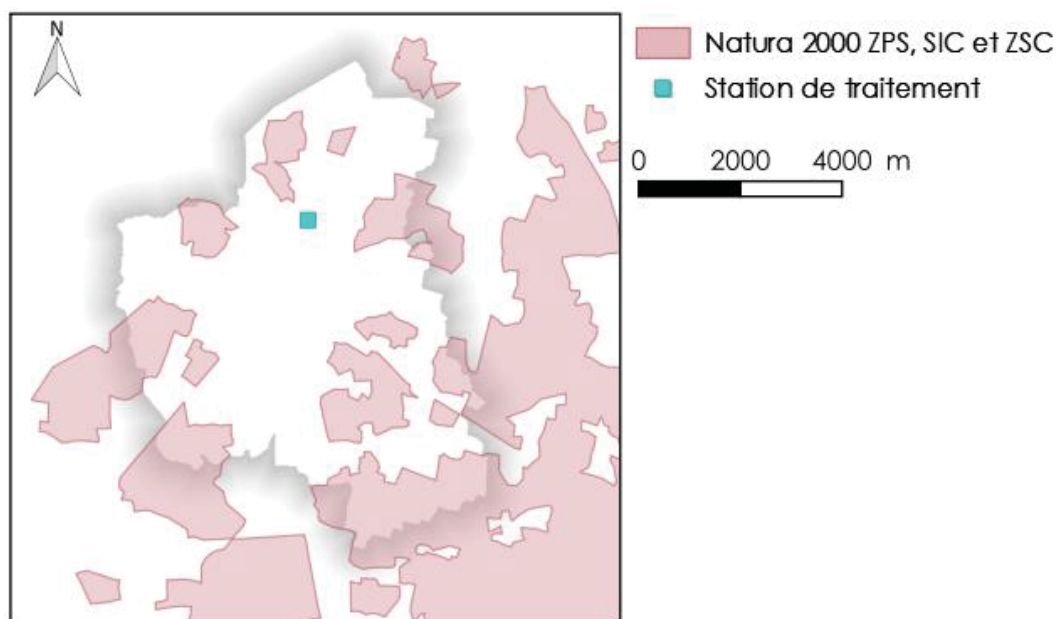 N
Natura 2000 ZPS, SIC et ZSC
Station de traitement
0 2000 4000 m